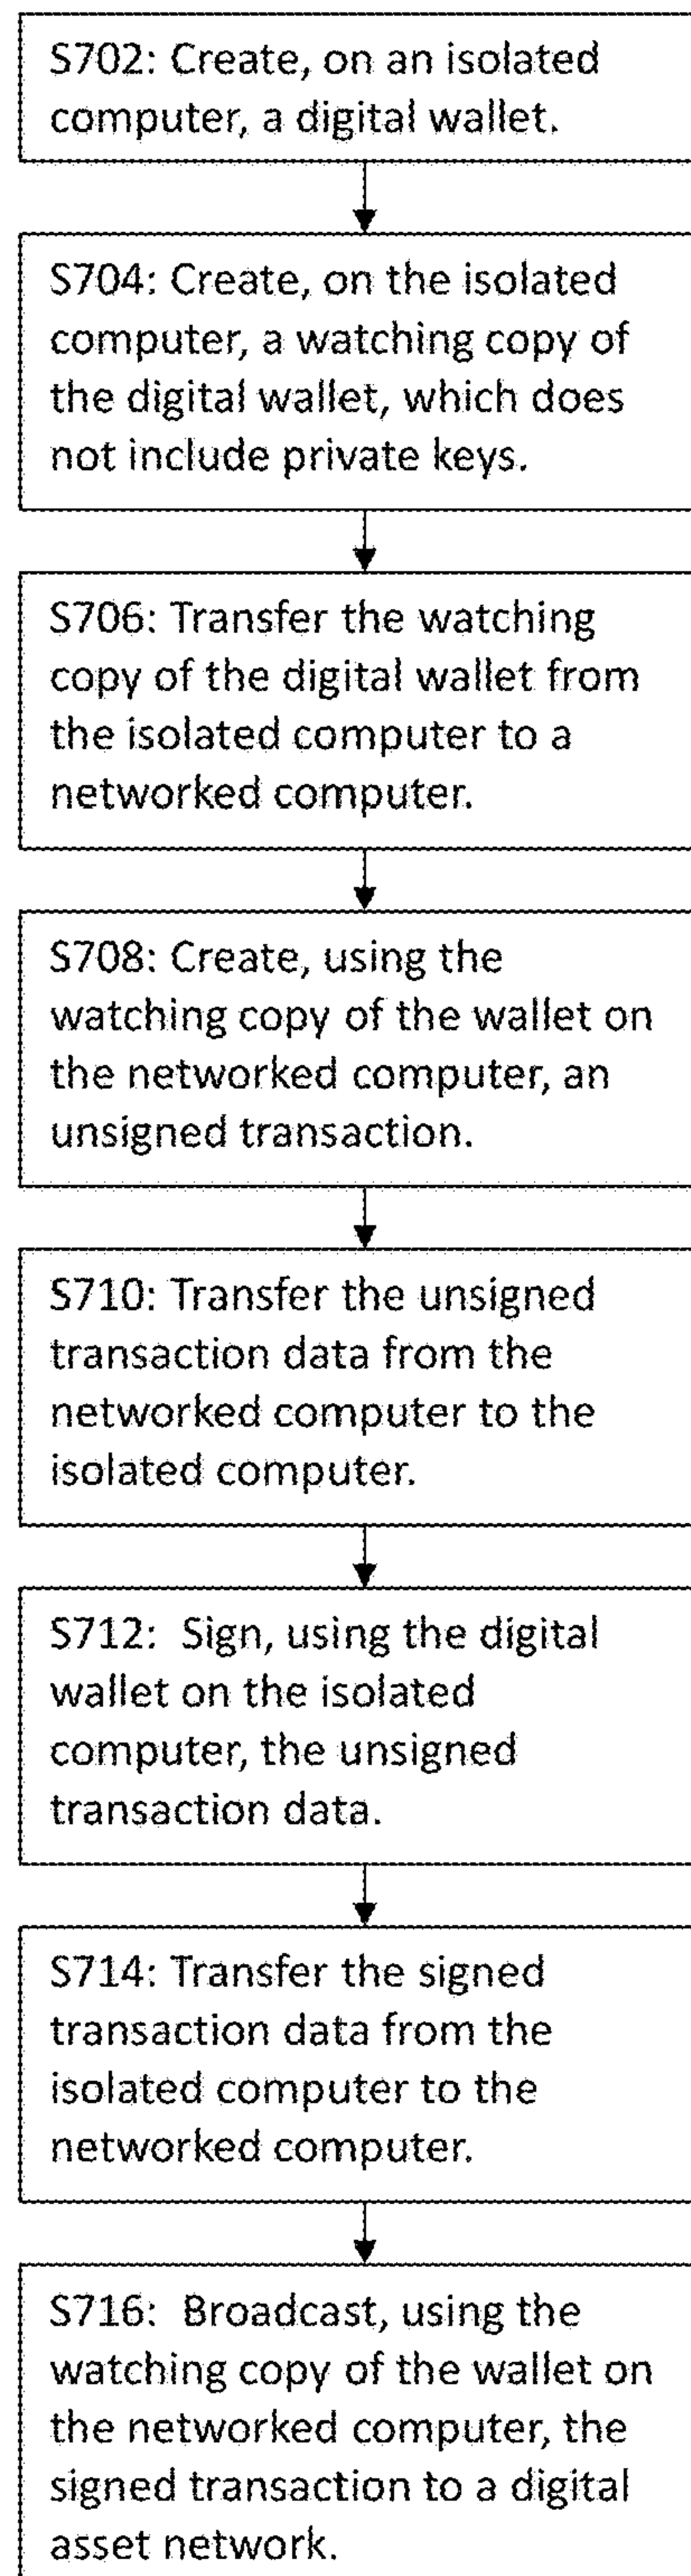 S702: Create, on an isolated
computer, a digital wallet.
S704: Create, on the isolated
computer, a watching copy of
the digital wallet, which does
not include private keys.
S706: Transfer the watching
copy of the digital wallet from
the isolated computer to a
networked computer.
S708: Create, using the
watching copy of the wallet on
the networked computer, an
unsigned transaction.
S710: Transfer the unsigned
transaction data from the
networked computer to the
isolated computer.
S712:  Sign, using the digital
wallet on the isolated
computer, the unsigned
transaction data.
S714: Transfer the signed
transaction data from the
isolated computer to the
networked computer.
S716:  Broadcast, using the
watching copy of the wallet on
the networked computer, the
signed transaction to a digital
asset network.